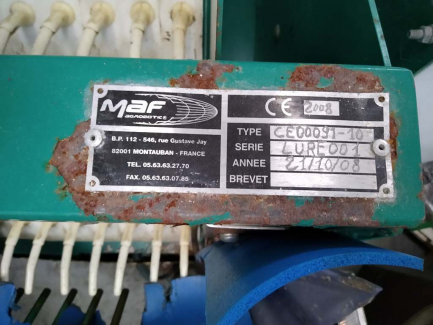 MAF
AGROBOTIC
B.P. 112 - 546, rue Gustave Jay
82001 MONTAUBAN - FRANCE
TEL. 05.63.63.27.70
FAX. 05.63.63.07.85
CE 2008
TYPE CE00091-10
SERIE LURE001
ANNEE 21/10/08
BREVET